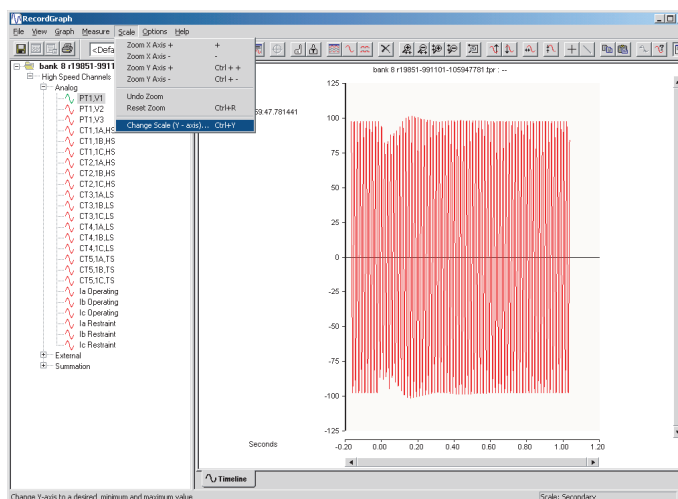 RecordGraph
File View Graph Measure Scale Options Help
<Defa
Zoom X Axis + +
Zoom X Axis - -
Zoom Y Axis + Ctrl + +
Zoom Y Axis - Ctrl + -
Undo Zoom
Reset Zoom Ctrl+R
Change Scale (Y - axis)... Ctrl+Y
bank 8 r19851-9911
High Speed Channels
Analog
PT1,V1
PT1,V2
PT1,V3
CT1,1A,HS
CT1,1B,HS
CT1,1C,HS
CT2,1A,HS
CT2,1B,HS
CT2,1C,HS
CT3,1A,LS
CT3,1B,LS
CT3,1C,LS
CT4,1A,LS
CT4,1B,LS
CT4,1C,LS
CT5,1A,TS
CT5,1B,TS
CT5,1C,TS
Ia Operating
Ib Operating
Ic Operating
Ia Restraint
Ib Restraint
Ic Restraint
External
Summation
bank 8 r19851-991101-105947781.tpr : --
59:47.781441
125
100
75
50
25
0
-25
-50
-75
-100
-125
Seconds
-0.20 0.00 0.20 0.40 0.60 0.80 1.00 1.20
Timeline
Change Y-axis to a desired, minimum and maximum value
Scale: Secondary